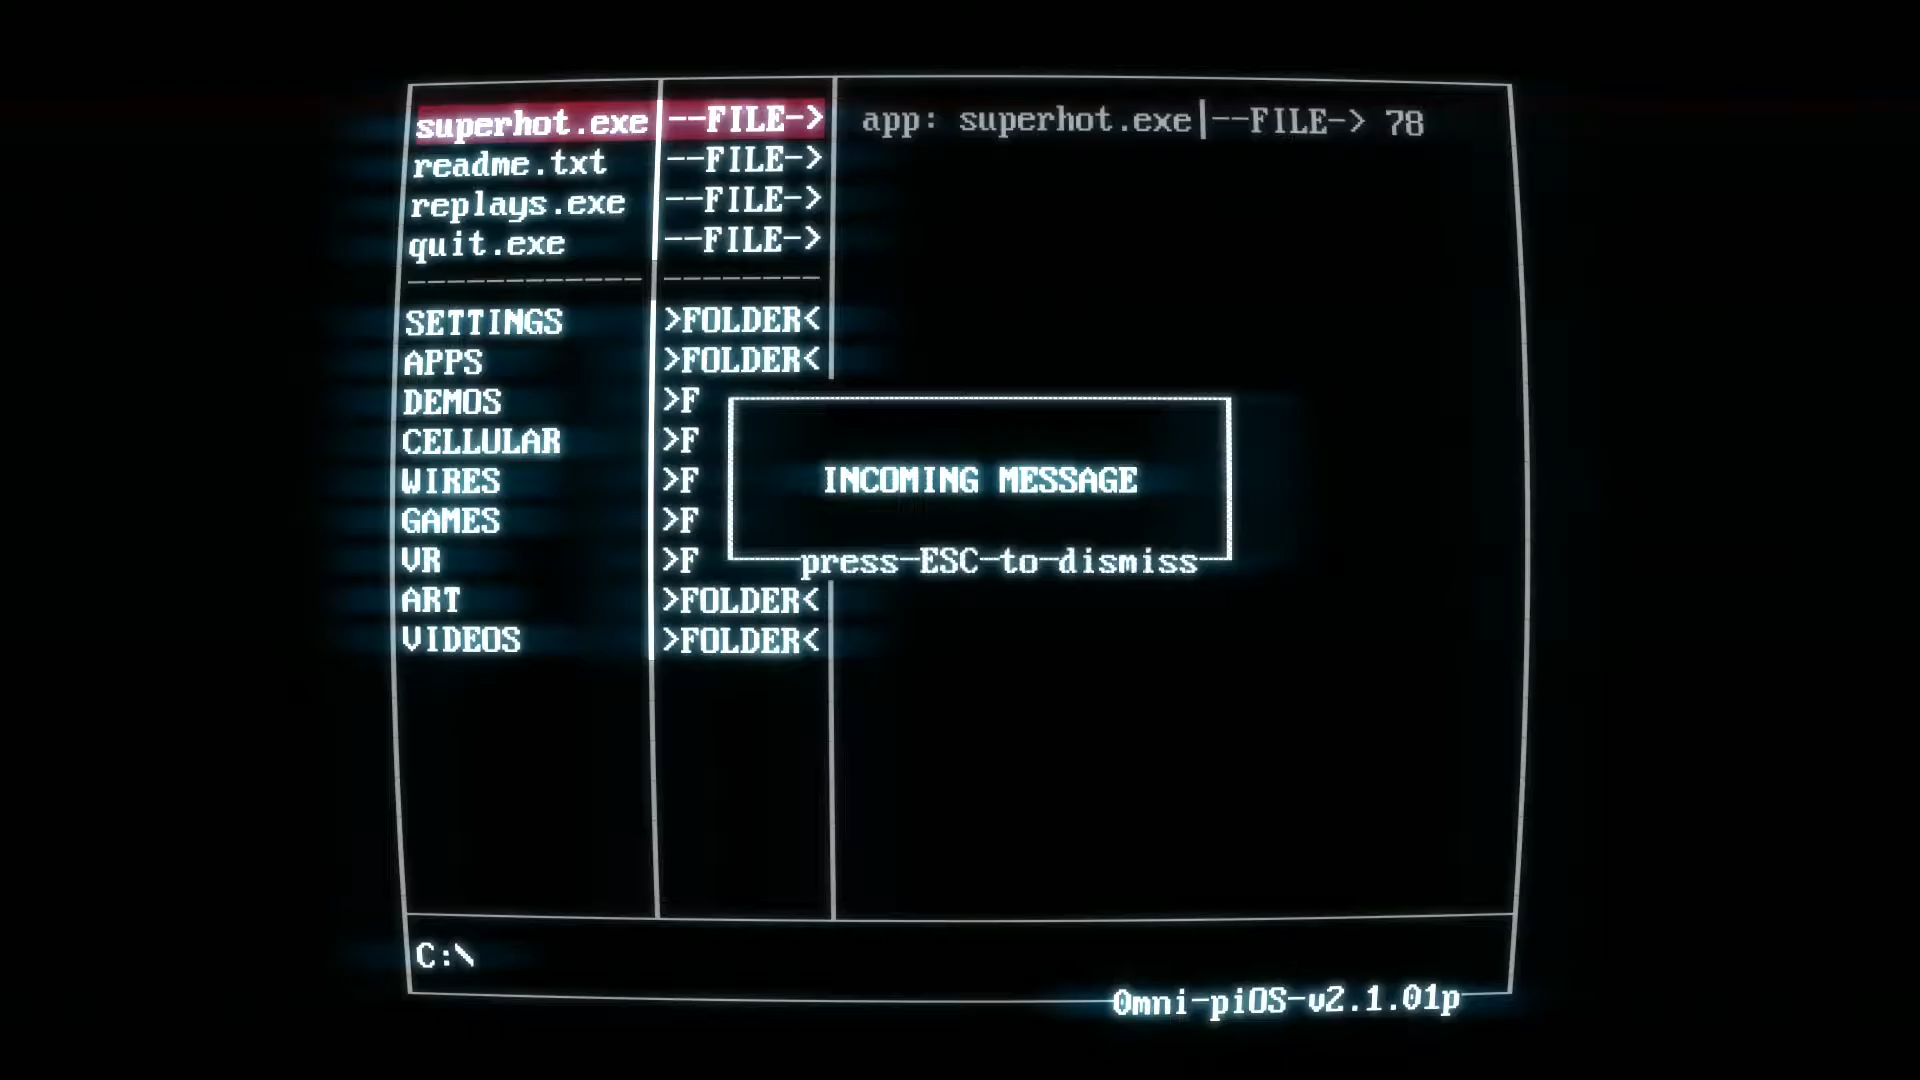 superhot.exe|--FILE-> app: superhot.exe|--FILE-> 78
readme.txt --FILE->
replays.exe --FILE->
quit.exe --FILE->
SETTINGS >FOLDER<
APPS >FOLDER<
DEMOS >F
CELLULAR >F
WIRES >F
GAMES >F
VR >F
ART >FOLDER<
VIDEOS >FOLDER<
INCOMING MESSAGE
press-ESC-to-dismiss
C:\
0mni-piOS-v2.1.01p